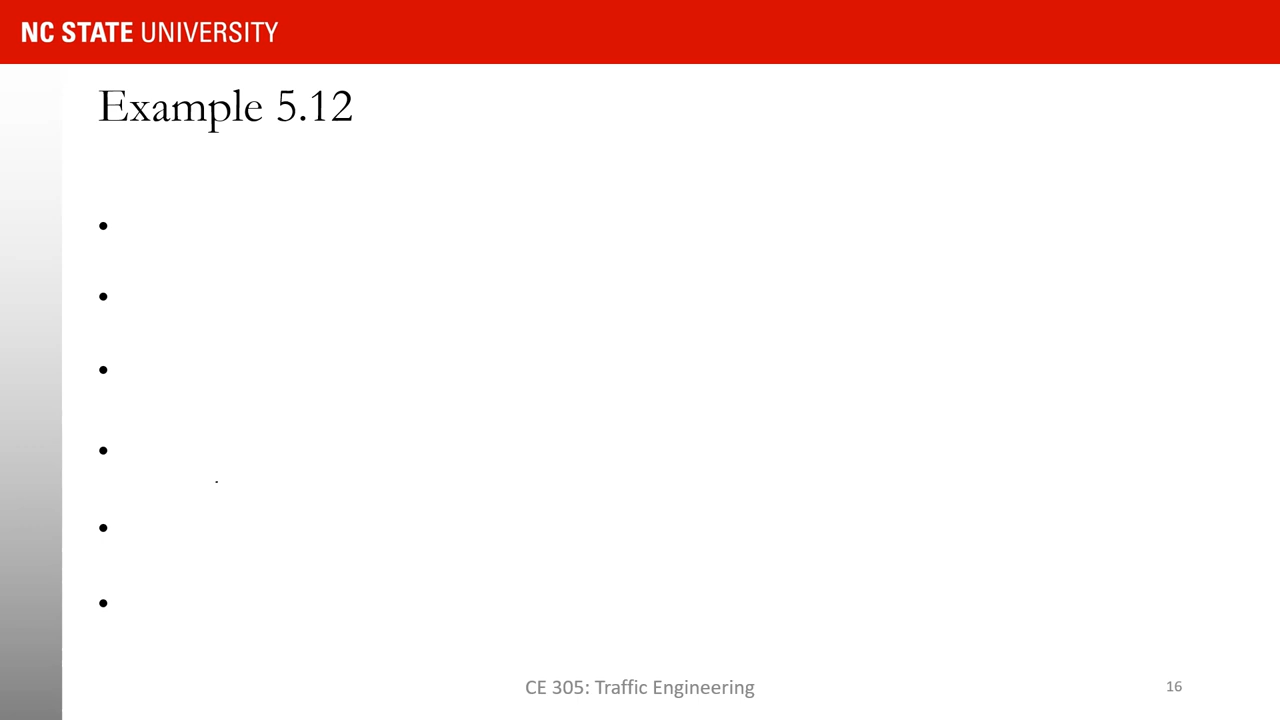 NC STATE UNIVERSITY
Example 5.12
•
•
•
•
.
•
•
CE 305: Traffic Engineering
16